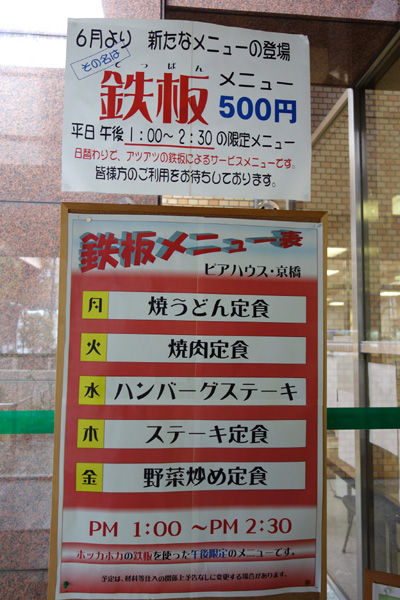 6月より 新たなメニューの登場
その名は
てっぱん
鉄板メニュー 500円
平日 午後 1:00～2:30の限定メニュー
日替わりで、アツアツの鉄板によるサービスメニューです。
皆様方のご利用をお待ちしております。
鉄板メニュー表
ビアハウス・京橋
月 焼うどん定食
火 焼肉定食
水 ハンバーグステーキ
木 ステーキ定食
金 野菜炒め定食
PM 1:00 ～PM 2:30
ホッカホカの鉄板を使った午後限定のメニューです。
予定は、材料等仕入の関係上予告なしに変更する場合があります。